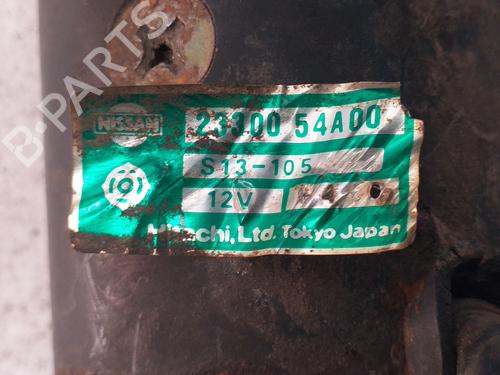 B-PARTS
NISSAN
23300 54A00
S13-105
12V
Hitachi, Ltd. Tokyo Japan